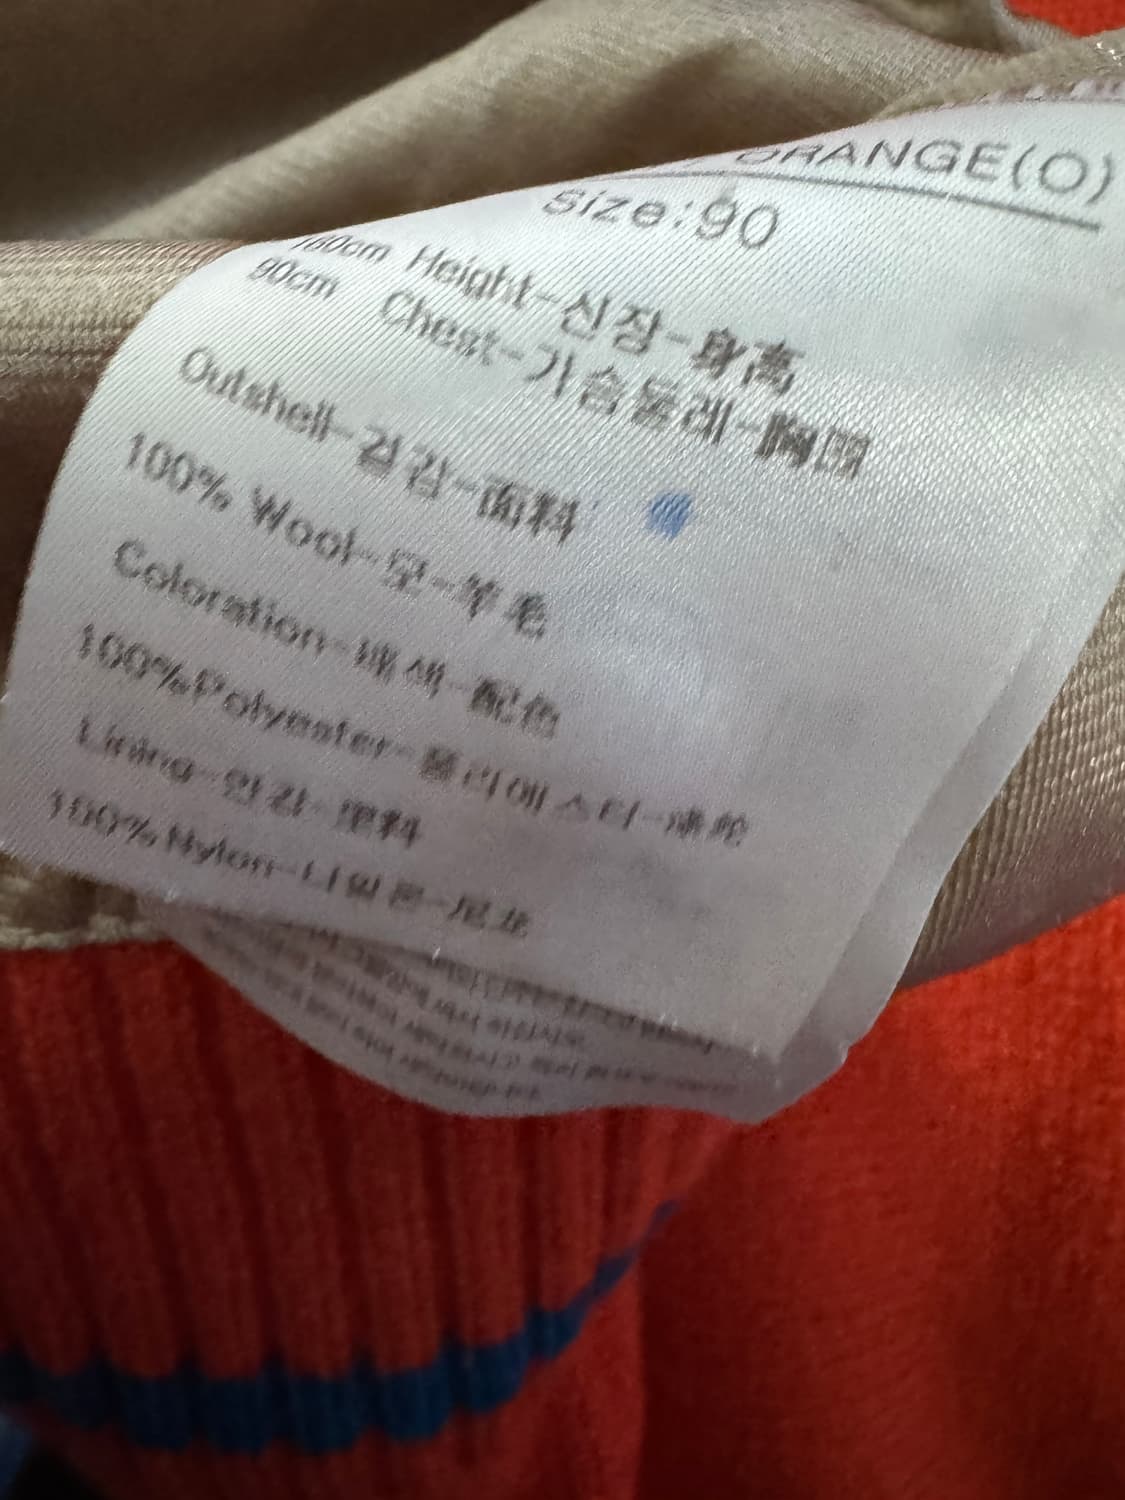 ORANGE(O)
Size:90
160cm Height-신장-身高
90cm Chest-가슴둘레-胸围
Outshell-겉감-面料
100% Wool-모-羊毛
Coloration-배색-配色
100%Polyester-폴리에스터-涤纶
Lining-안감-里料
100%Nylon-나일론-尼龙